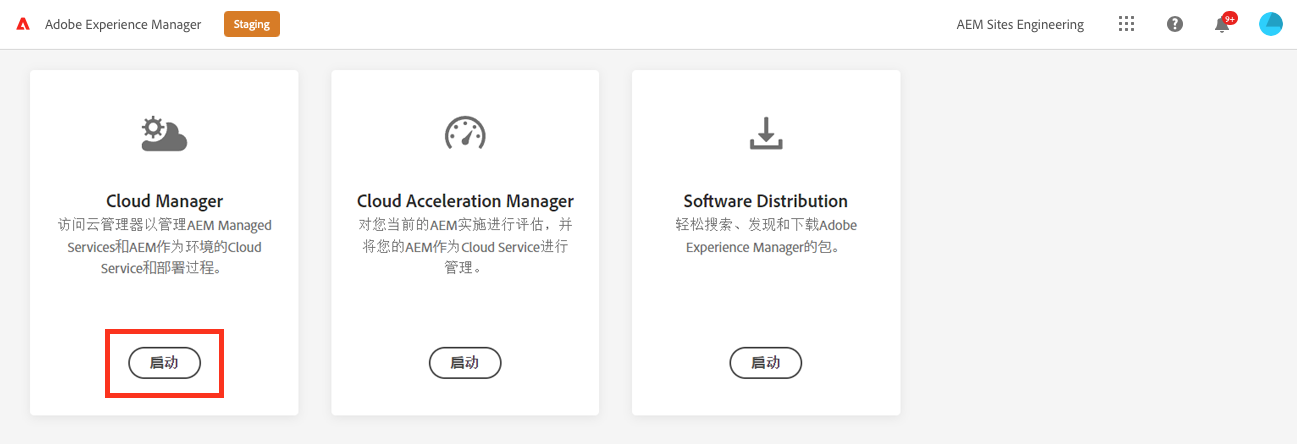 Adobe Experience Manager
Staging
AEM Sites Engineering
9+
Cloud Manager
访问云管理器以管理AEM Managed
Services和AEM作为环境的Cloud
Service和部署过程。
启动
Cloud Acceleration Manager
对您当前的AEM实施进行评估，并
将您的AEM作为Cloud Service进行
管理。
启动
Software Distribution
轻松搜索、发现和下载Adobe
Experience Manager的包。
启动